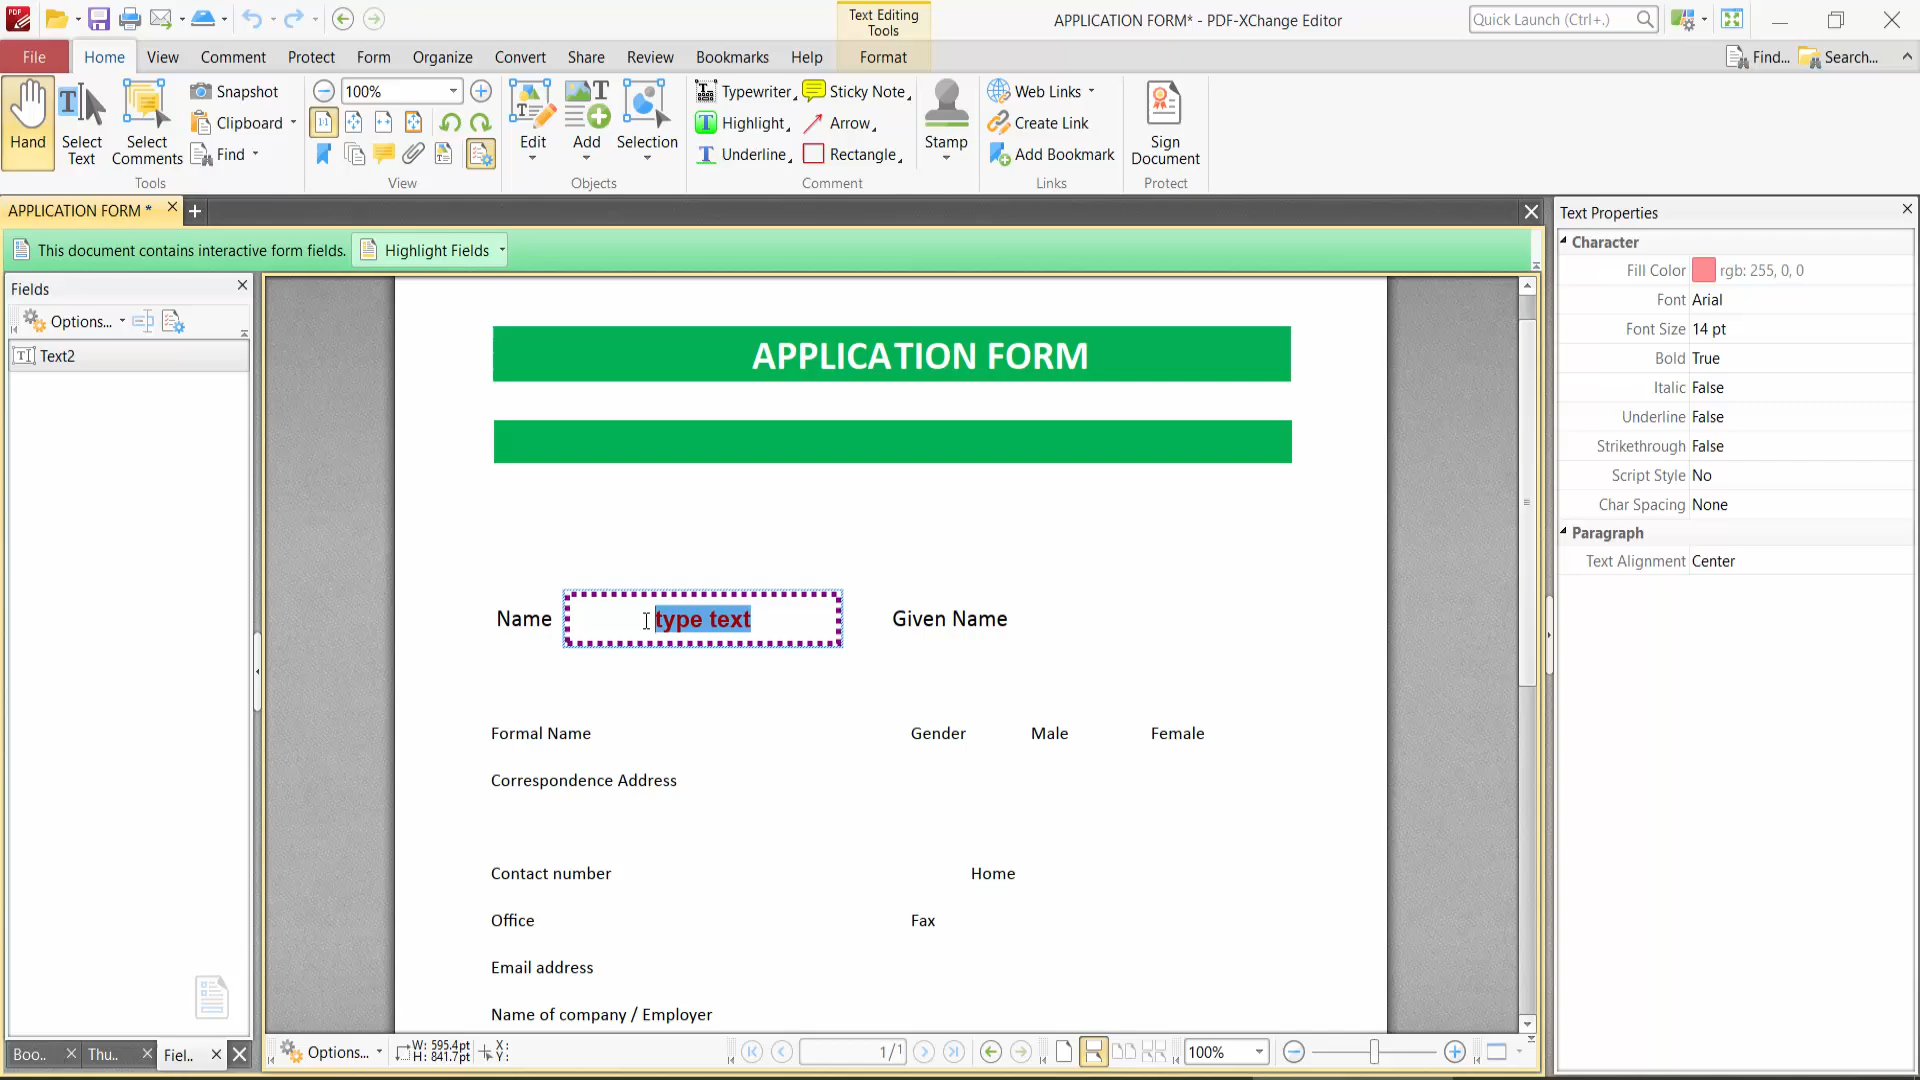 PDF
Text Editing Tools
APPLICATION FORM* - PDF-XChange Editor
Quick Launch (Ctrl+.)
File
Home
View
Comment
Protect
Form
Organize
Convert
Share
Review
Bookmarks
Help
Format
Find...
Search...
Hand
Select Text
Select Comments
Snapshot
Clipboard
Find
Tools
100%
View
Edit
Add
Selection
Objects
Typewriter
Sticky Note
Highlight
Arrow
Underline
Rectangle
Stamp
Comment
Web Links
Create Link
Add Bookmark
Links
Sign Document
Protect
APPLICATION FORM *
This document contains interactive form fields.
Highlight Fields
Fields
Options...
Text2
APPLICATION FORM
Name
type text
Given Name
Formal Name
Gender
Male
Female
Correspondence Address
Contact number
Home
Office
Fax
Email address
Name of company / Employer
Text Properties
Character
Fill Color rgb: 255, 0, 0
Font Arial
Font Size 14 pt
Bold True
Italic False
Underline False
Strikethrough False
Script Style No
Char Spacing None
Paragraph
Text Alignment Center
Boo..
Thu..
Fiel..
Options...
W: 595.4pt
H: 841.7pt
X:
Y:
1/1
100%